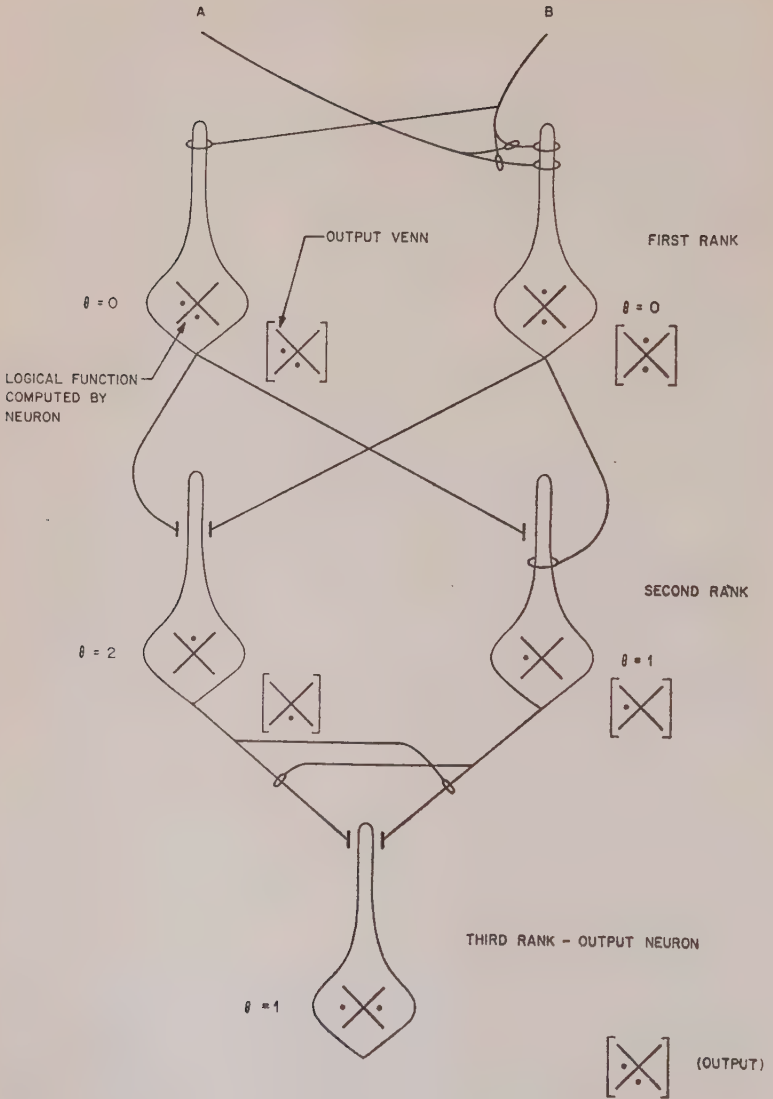 A
B
OUTPUT VENN
FIRST RANK
θ = 0
θ = 0
LOGICAL FUNCTION
COMPUTED BY
NEURON
SECOND RANK
θ = 2
θ = 1
THIRD RANK - OUTPUT NEURON
θ = 1
(OUTPUT)